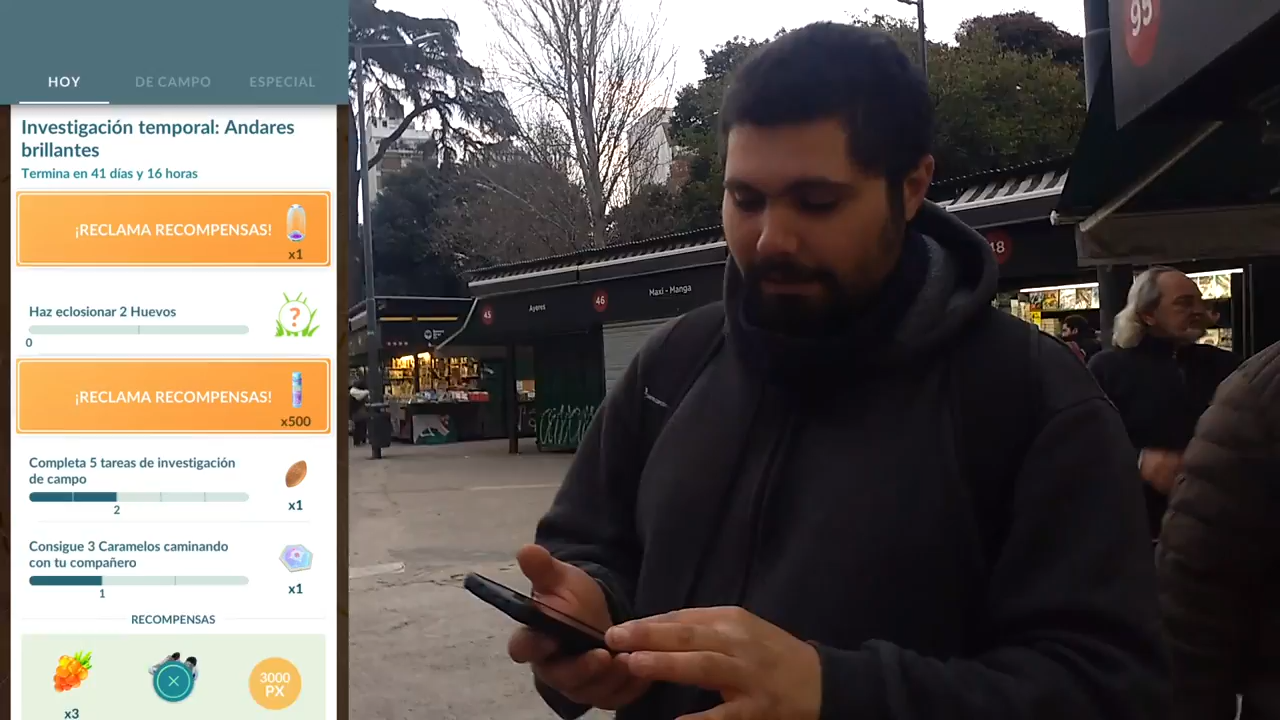 HOY
DE CAMPO
ESPECIAL
Investigación temporal: Andares
brillantes
Termina en 41 días y 16 horas
¡RECLAMA RECOMPENSAS!
x1
Haz eclosionar 2 Huevos
?
0
¡RECLAMA RECOMPENSAS!
x500
Completa 5 tareas de investigación
de campo
2
x1
Consigue 3 Caramelos caminando
con tu compañero
1
x1
RECOMPENSAS
3000
PX
x3
95
48
45
Ayeres
46
Maxi - Manga